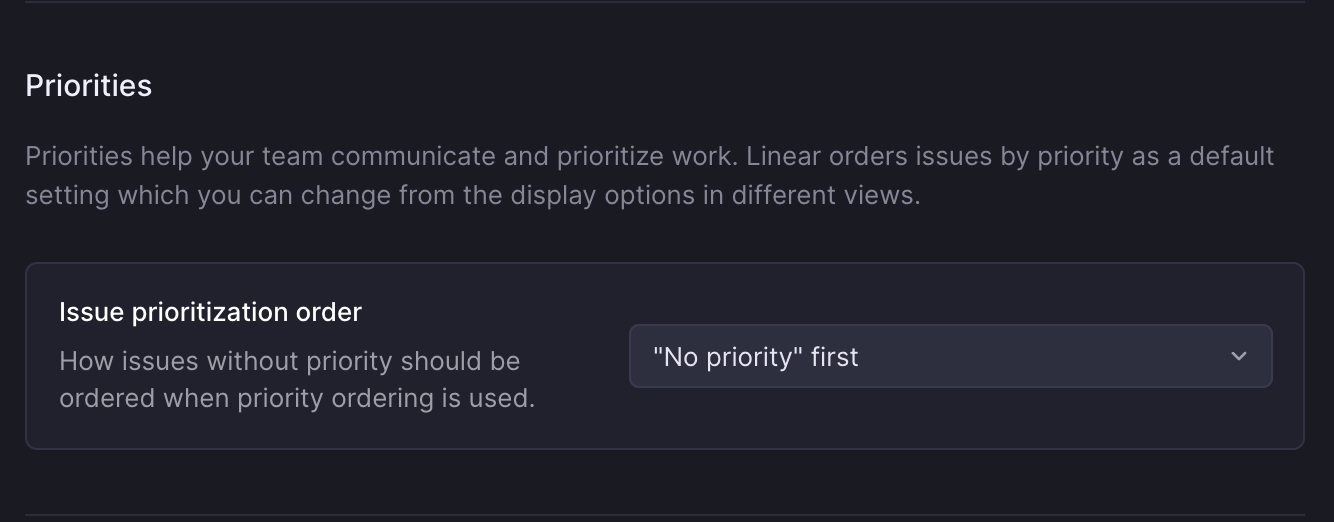 Priorities
Priorities help your team communicate and prioritize work. Linear orders issues by priority as a default
setting which you can change from the display options in different views.
Issue prioritization order
How issues without priority should be
ordered when priority ordering is used.
"No priority" first